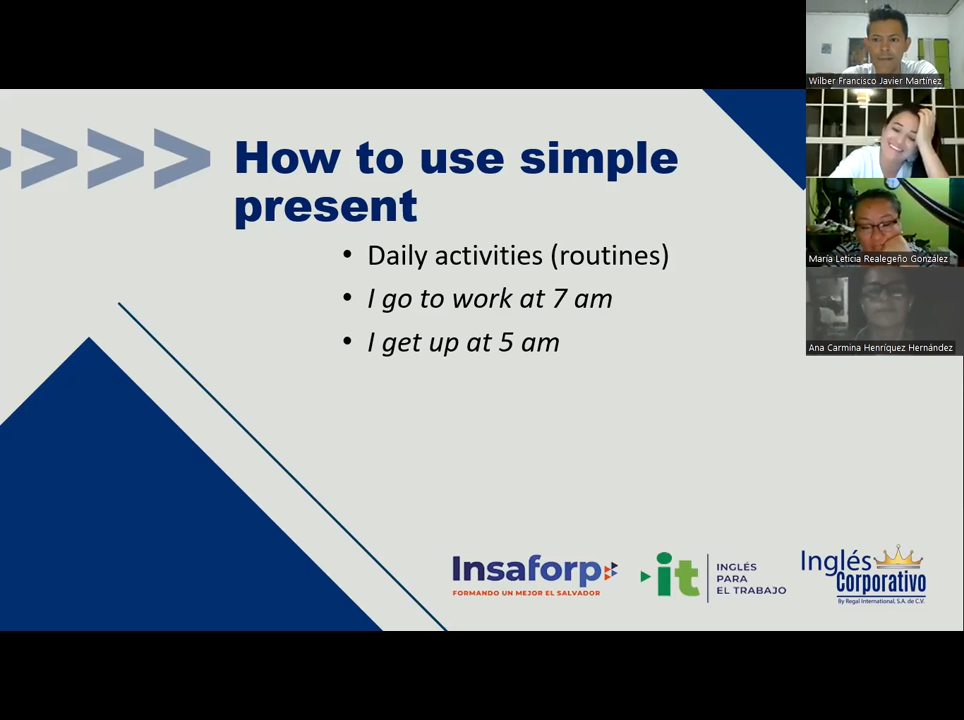 Wilber Francisco Javier Martínez
>>>>
How to use simple
present
• Daily activities (routines)
• I go to work at 7 am
• I get up at 5 am
María Leticia Realegeño González
Ana Carmina Henríquez Hernández
Insaforp
FORMANDO UN MEJOR EL SALVADOR
it
INGLÉS
PARA
EL TRABAJO
Inglés
Corporativo
By Regal International, S.A. de C.V.